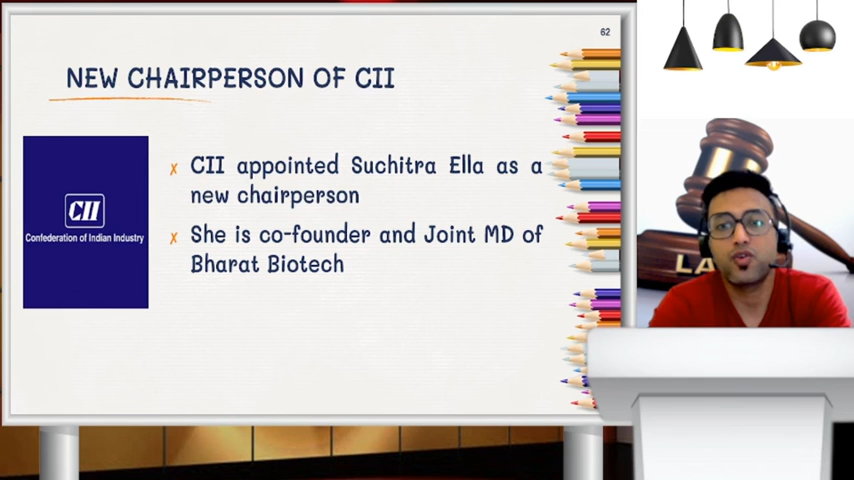 62
NEW CHAIRPERSON OF CII
CII appointed Suchitra Ella as a
new chairperson
She is co-founder and Joint MD of
Bharat Biotech
CII
Confederation of Indian Industry
LA